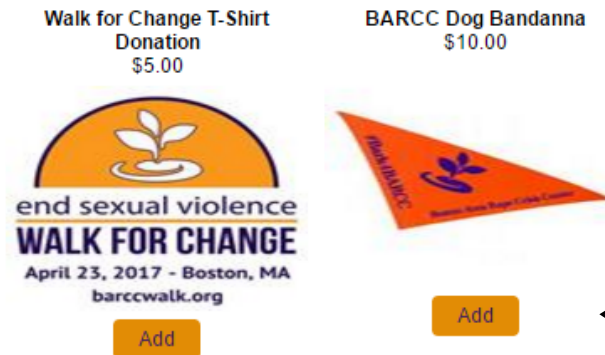 Walk for Change T-Shirt
Donation
$5.00
end sexual violence
WALK FOR CHANGE
April 23, 2017 - Boston, MA
barccwalk.org
Add
BARCC Dog Bandanna
$10.00
#Bark4BARCC
Boston Area Rape Crisis Center
Add